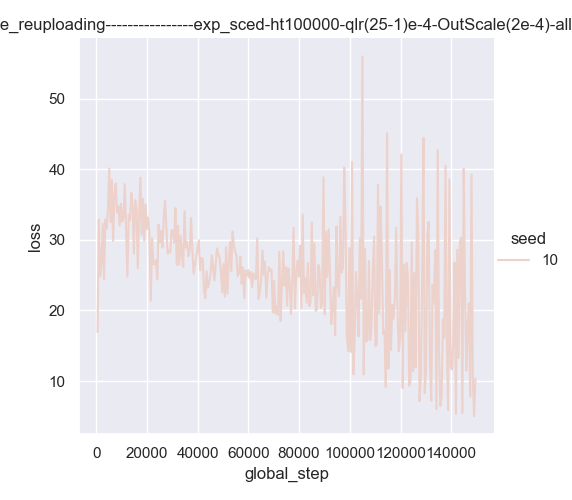 e_reuploading----------------exp_sced-ht100000-qlr(25-1)e-4-OutScale(2e-4)-all
50
40
30
20
10
loss
seed
10
0 20000 40000 60000 80000 100000 120000 140000
global_step